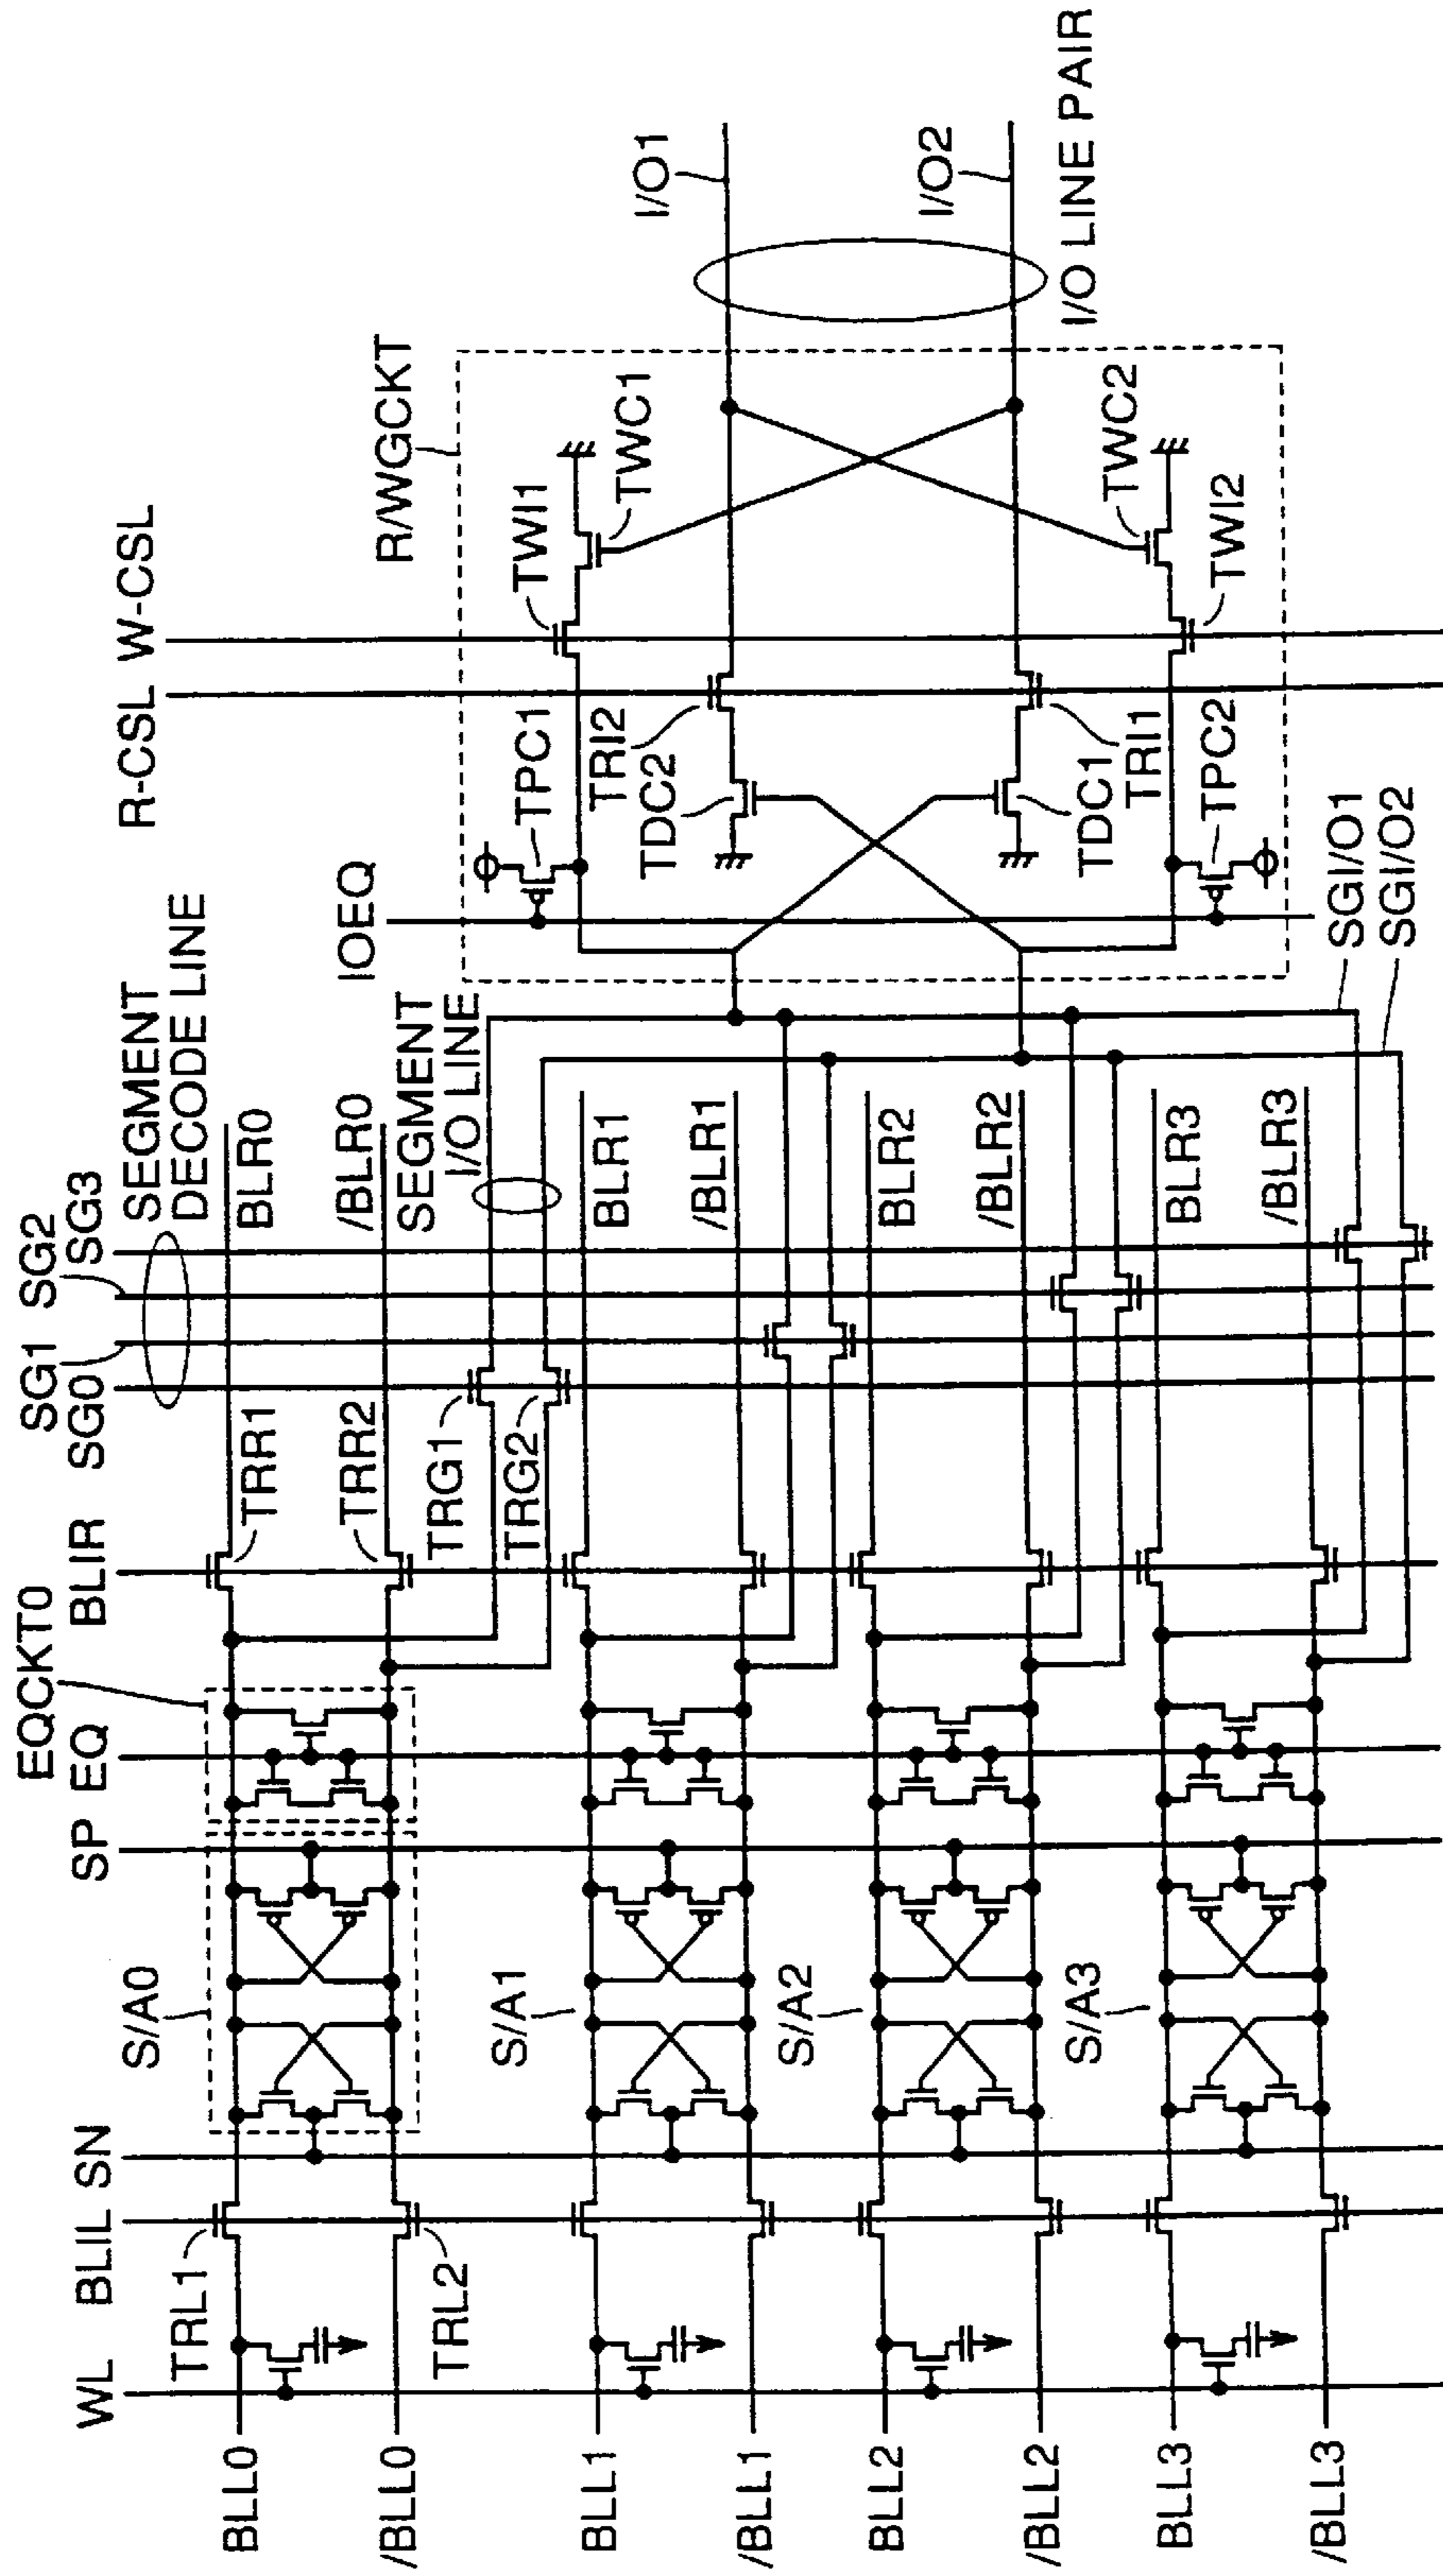 WL
BLIL
SN
SP
EQ
EQCKT0
BLIR
SG0
SG1
SG2
SG3
SEGMENT
DECODE LINE
IOEQ
R-CSL
W-CSL
R/WGCKT
BLL0
/BLL0
BLL1
/BLL1
BLL2
/BLL2
BLL3
/BLL3
TRL1
TRL2
S/A0
S/A1
S/A2
S/A3
TRR1
TRR2
TRG1
TRG2
BLR0
/BLR0
SEGMENT
I/O LINE
BLR1
/BLR1
BLR2
/BLR2
BLR3
/BLR3
TPC1
TRI2
TDC2
TDC1
TRI1
TPC2
SGI/O1
SGI/O2
TWI1
TWC1
TWC2
TWI2
I/O1
I/O2
I/O LINE PAIR